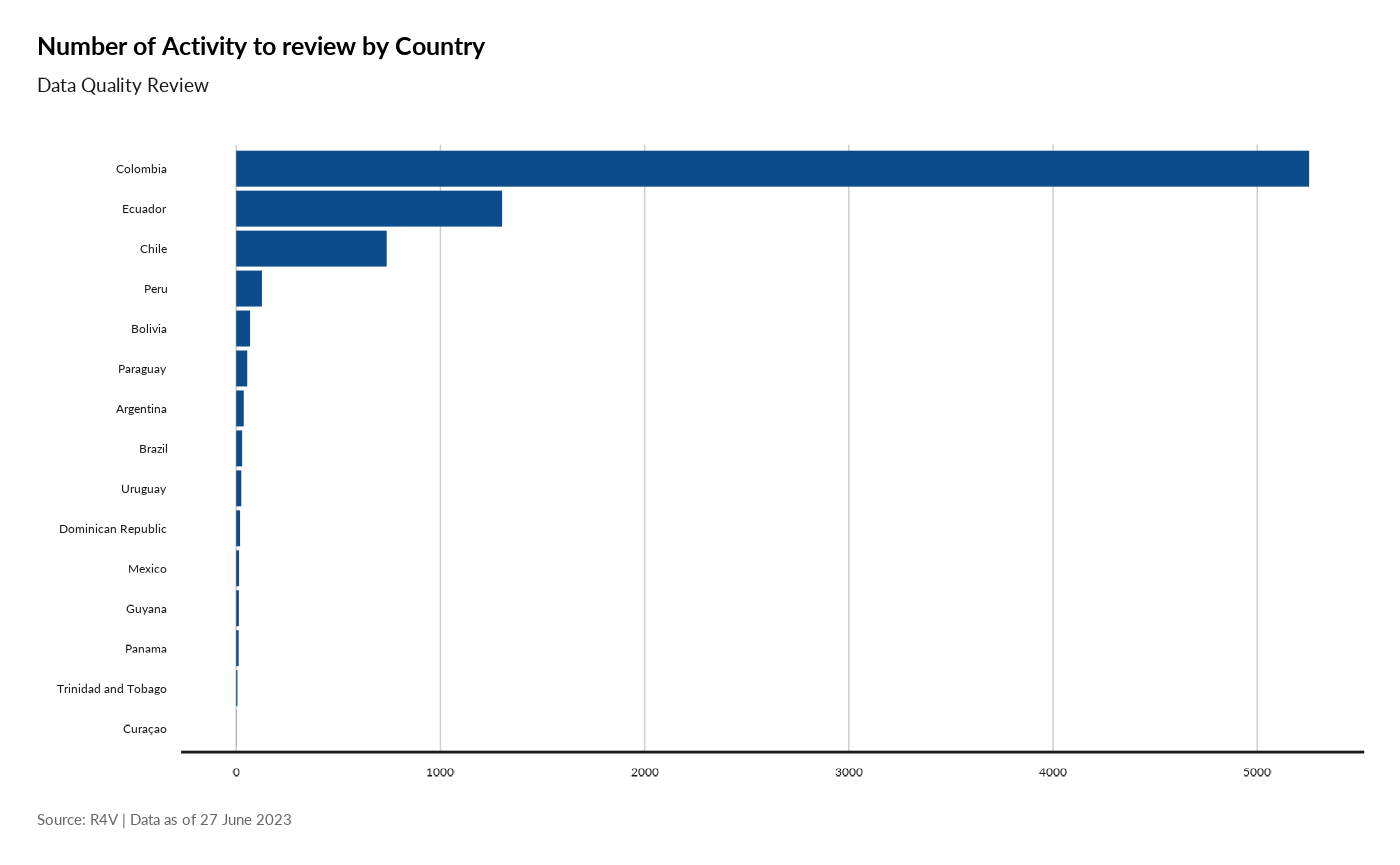 Number of Activity to review by Country
Data Quality Review
Colombia
Ecuador
Chile
Peru
Bolivia
Paraguay
Argentina
Brazil
Uruguay
Dominican Republic
Mexico
Guyana
Panama
Trinidad and Tobago
Curaçao
0 1000 2000 3000 4000 5000
Source: R4V | Data as of 27 June 2023